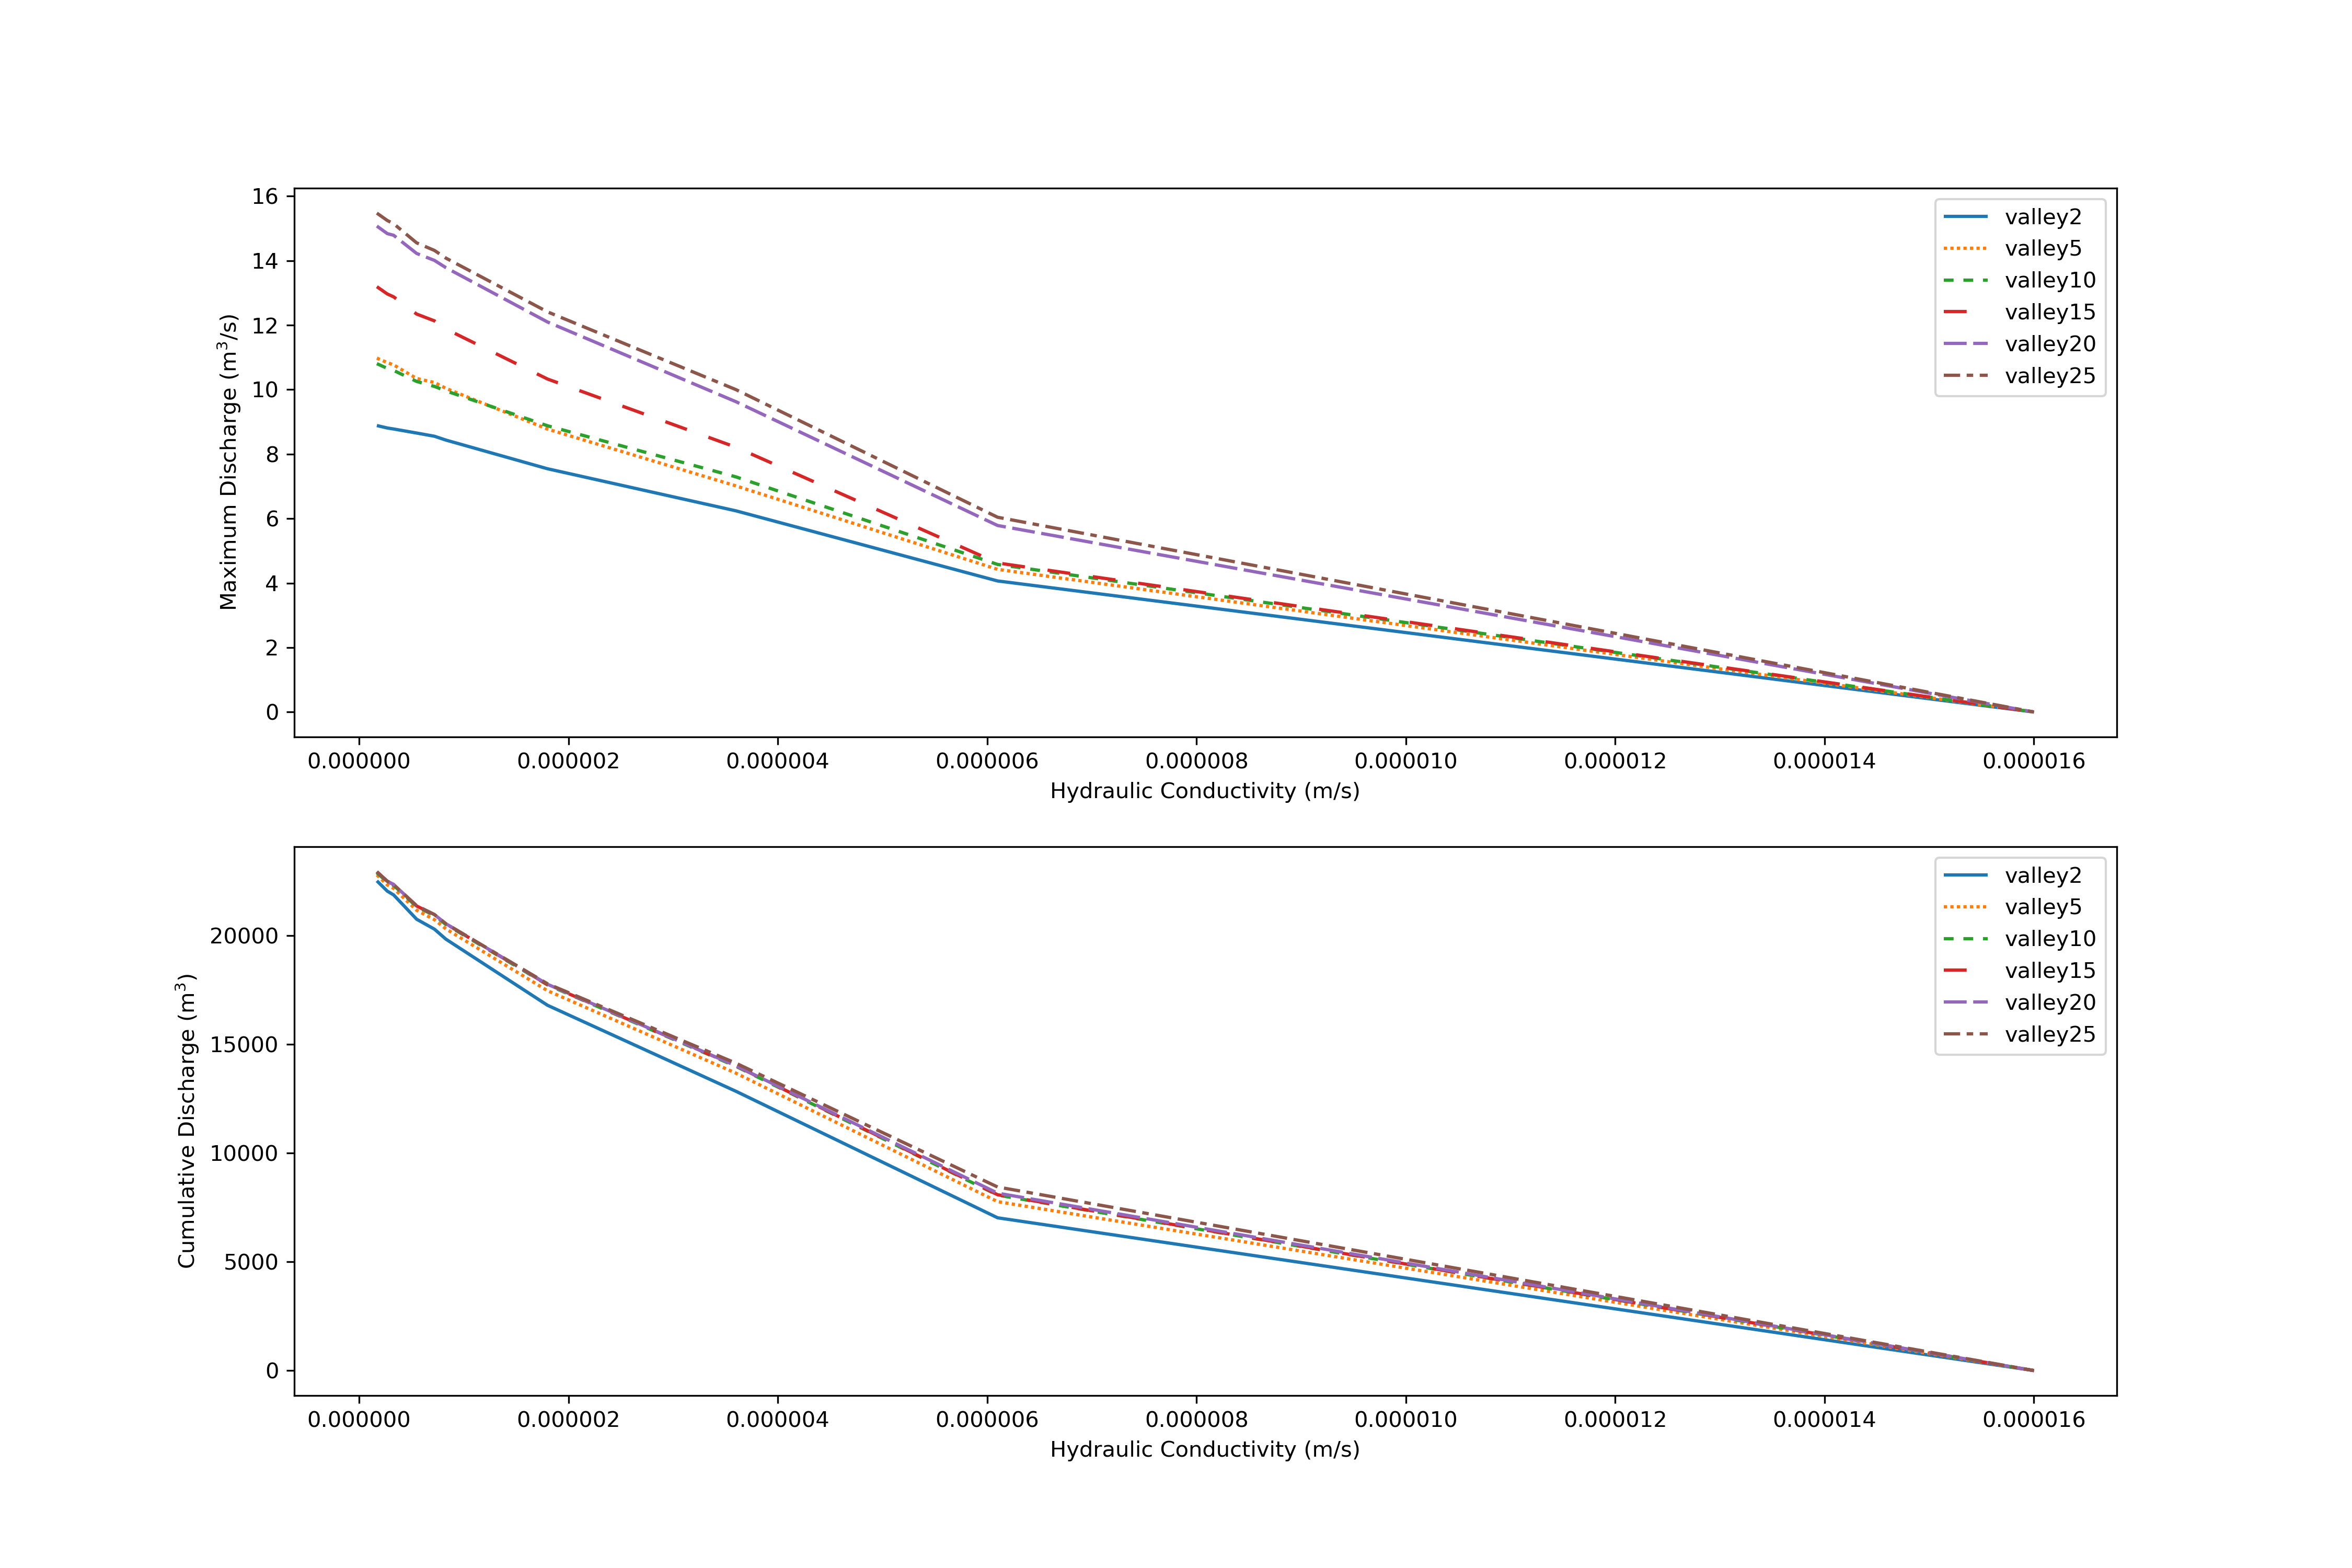 16
14
12
10
8
6
4
2
0
Maximum Discharge (m³/s)
valley2
valley5
valley10
valley15
valley20
valley25
0.000000 0.000002 0.000004 0.000006 0.000008 0.000010 0.000012 0.000014 0.000016
Hydraulic Conductivity (m/s)
20000
15000
10000
5000
0
Cumulative Discharge (m³)
valley2
valley5
valley10
valley15
valley20
valley25
0.000000 0.000002 0.000004 0.000006 0.000008 0.000010 0.000012 0.000014 0.000016
Hydraulic Conductivity (m/s)